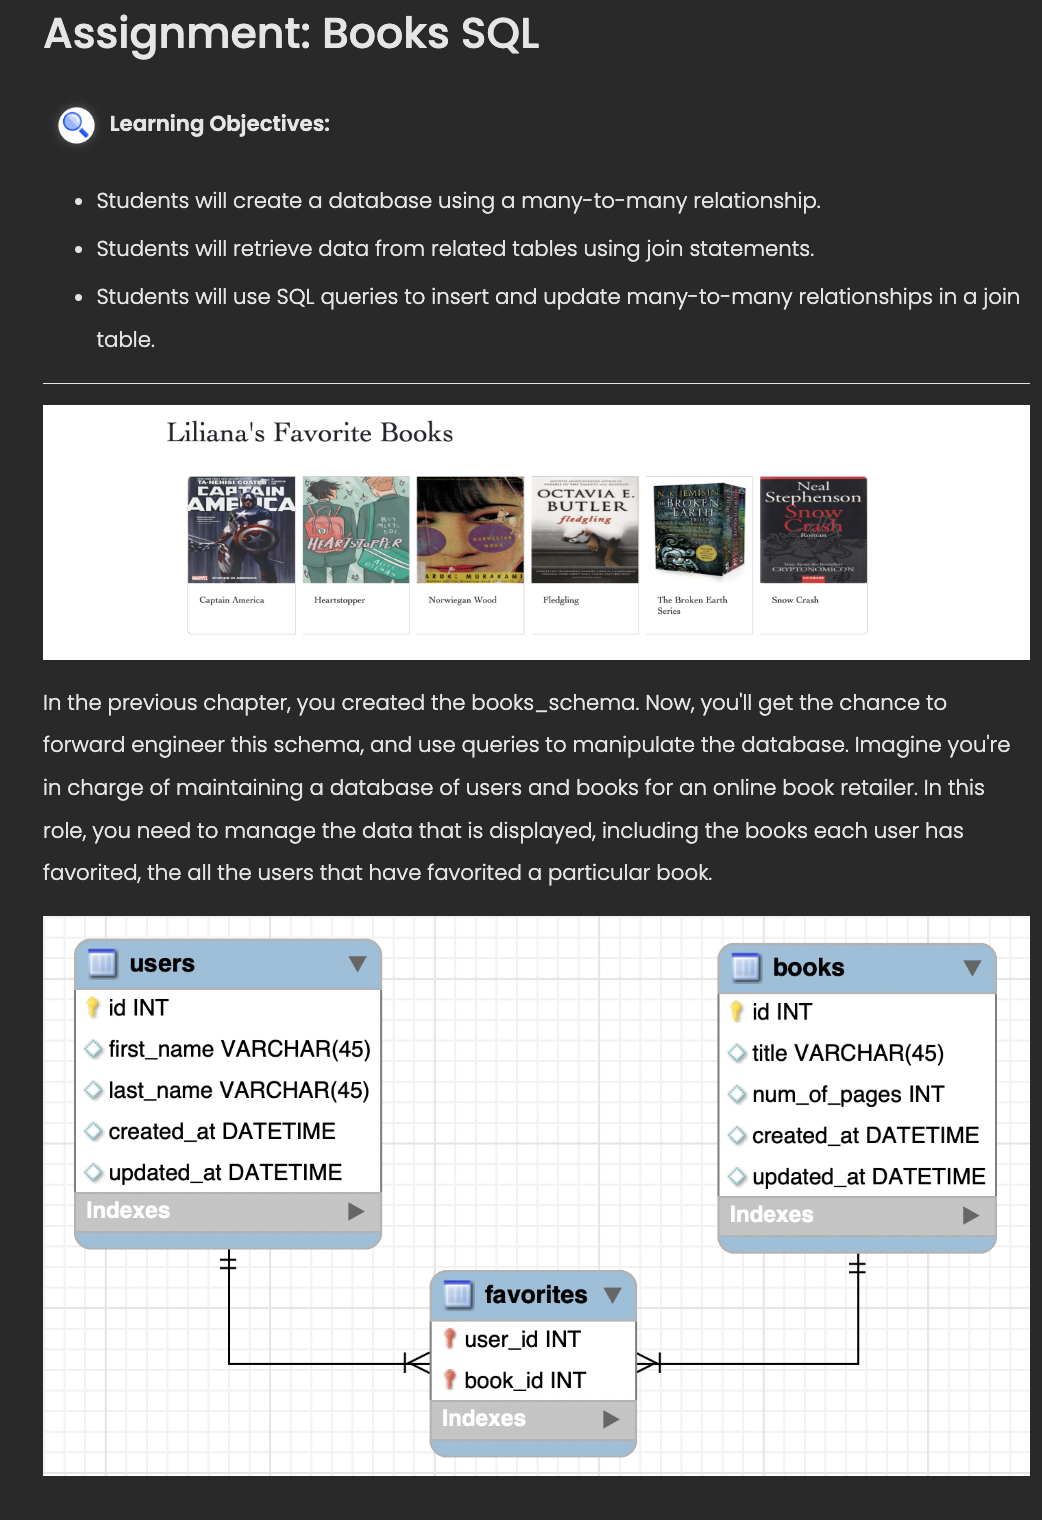 Assignment: Books SQL
Learning Objectives:
Students will create a database using a many-to-many relationship.
Students will retrieve data from related tables using join statements.
Students will use SQL queries to insert and update many-to-many relationships in a join
table.
Liliana's Favorite Books
TA-NEHISI COATES
CAPTAIN
AMERICA
MARVEL
BOY
MEETS
BOY
HEARTSTOPPER
NORWEGIAN
WOOD
HARUKI MURAKAMI
OCTAVIA E.
BUTLER
fledgling
N. K. JEMISIN
THE BROKEN
EARTH
Neal
Stephenson
Snow
Crash
Roman
CRYPTONOMICON
Captain America
Heartstopper
Norwiegan Wood
Fledgling
The Broken Earth
Series
Snow Crash
In the previous chapter, you created the books_schema. Now, you'll get the chance to
forward engineer this schema, and use queries to manipulate the database. Imagine you're
in charge of maintaining a database of users and books for an online book retailer. In this
role, you need to manage the data that is displayed, including the books each user has
favorited, the all the users that have favorited a particular book.
users
id INT
first_name VARCHAR(45)
last_name VARCHAR(45)
created_at DATETIME
updated_at DATETIME
Indexes
books
id INT
title VARCHAR(45)
num_of_pages INT
created_at DATETIME
updated_at DATETIME
Indexes
favorites
user_id INT
book_id INT
Indexes